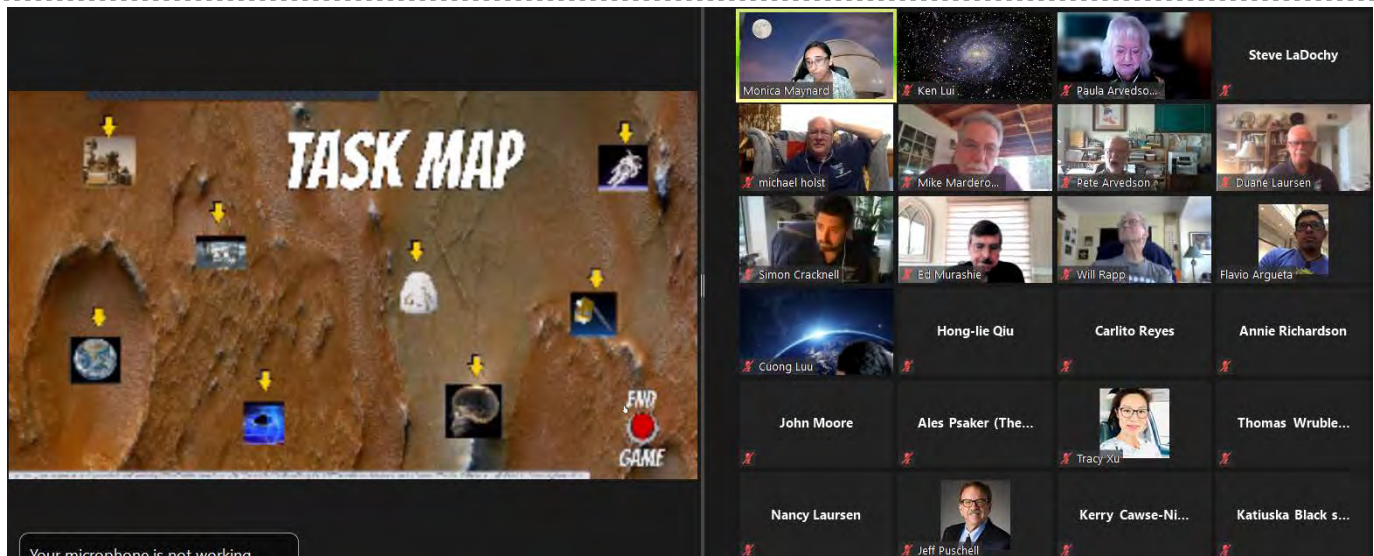 TASK MAP
END
GAME
Your microphone is not working
Monica Maynard
Ken Lui
Paula Arvedso...
Steve LaDochy
michael holst
Mike Mardero...
Pete Arvedson
Duane Laursen
Simon Cracknell
Ed Murashie
Will Rapp
Flavio Argueta
Cuong Luu
Hong-lie Qiu
Carlito Reyes
Annie Richardson
John Moore
Ales Psaker (The...
Tracy Xu
Thomas Wruble...
Nancy Laursen
Jeff Puschell
Kerry Cawse-Ni...
Katiuska Black s...